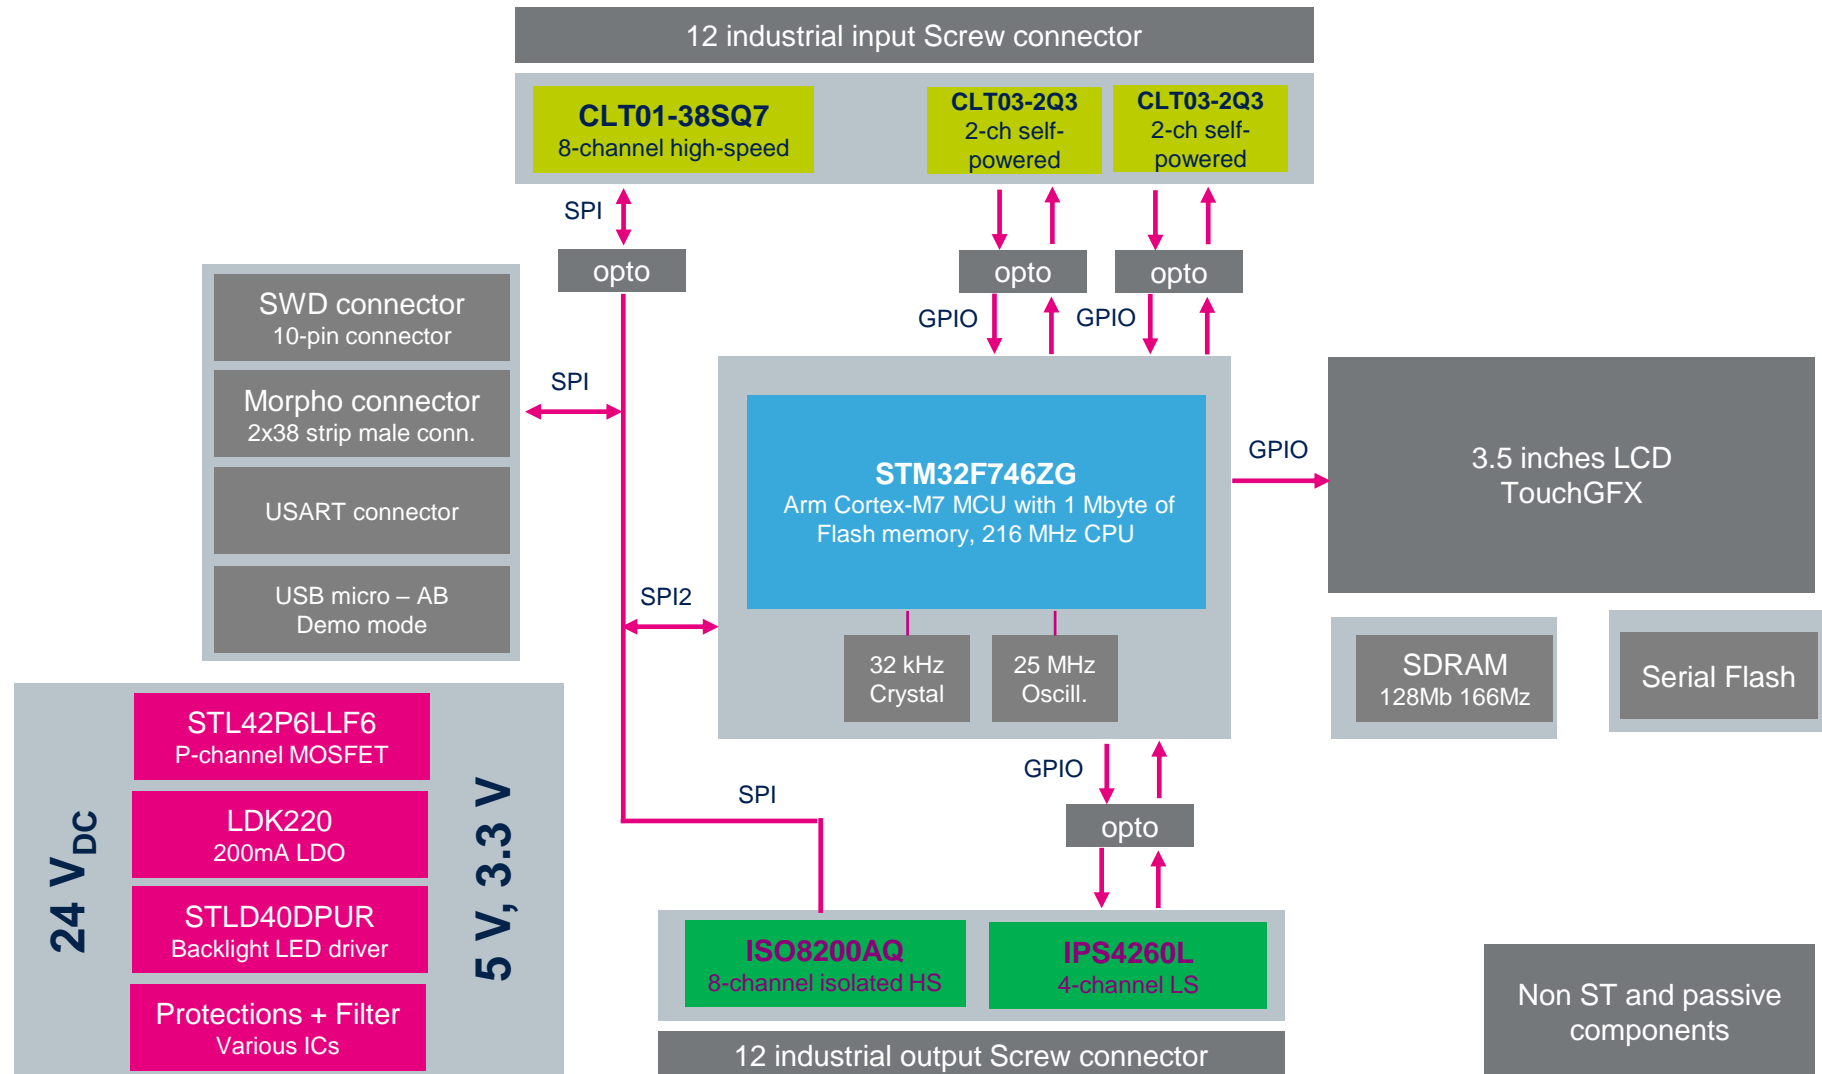 12 industrial input Screw connector
CLT01-38SQ7
8-channel high-speed
CLT03-2Q3
2-ch self-
powered
CLT03-2Q3
2-ch self-
powered
SPI
opto
opto
opto
GPIO
GPIO
SWD connector
10-pin connector
Morpho connector
2x38 strip male conn.
USART connector
USB micro – AB
Demo mode
SPI
SPI2
STM32F746ZG
Arm Cortex-M7 MCU with 1 Mbyte of
Flash memory, 216 MHz CPU
32 kHz
Crystal
25 MHz
Oscill.
GPIO
3.5 inches LCD
TouchGFX
SDRAM
128Mb 166Mz
Serial Flash
24 VDC
STL42P6LLF6
P-channel MOSFET
LDK220
200mA LDO
STLD40DPUR
Backlight LED driver
Protections + Filter
Various ICs
5 V, 3.3 V
SPI
GPIO
opto
ISO8200AQ
8-channel isolated HS
IPS4260L
4-channel LS
12 industrial output Screw connector
Non ST and passive
components